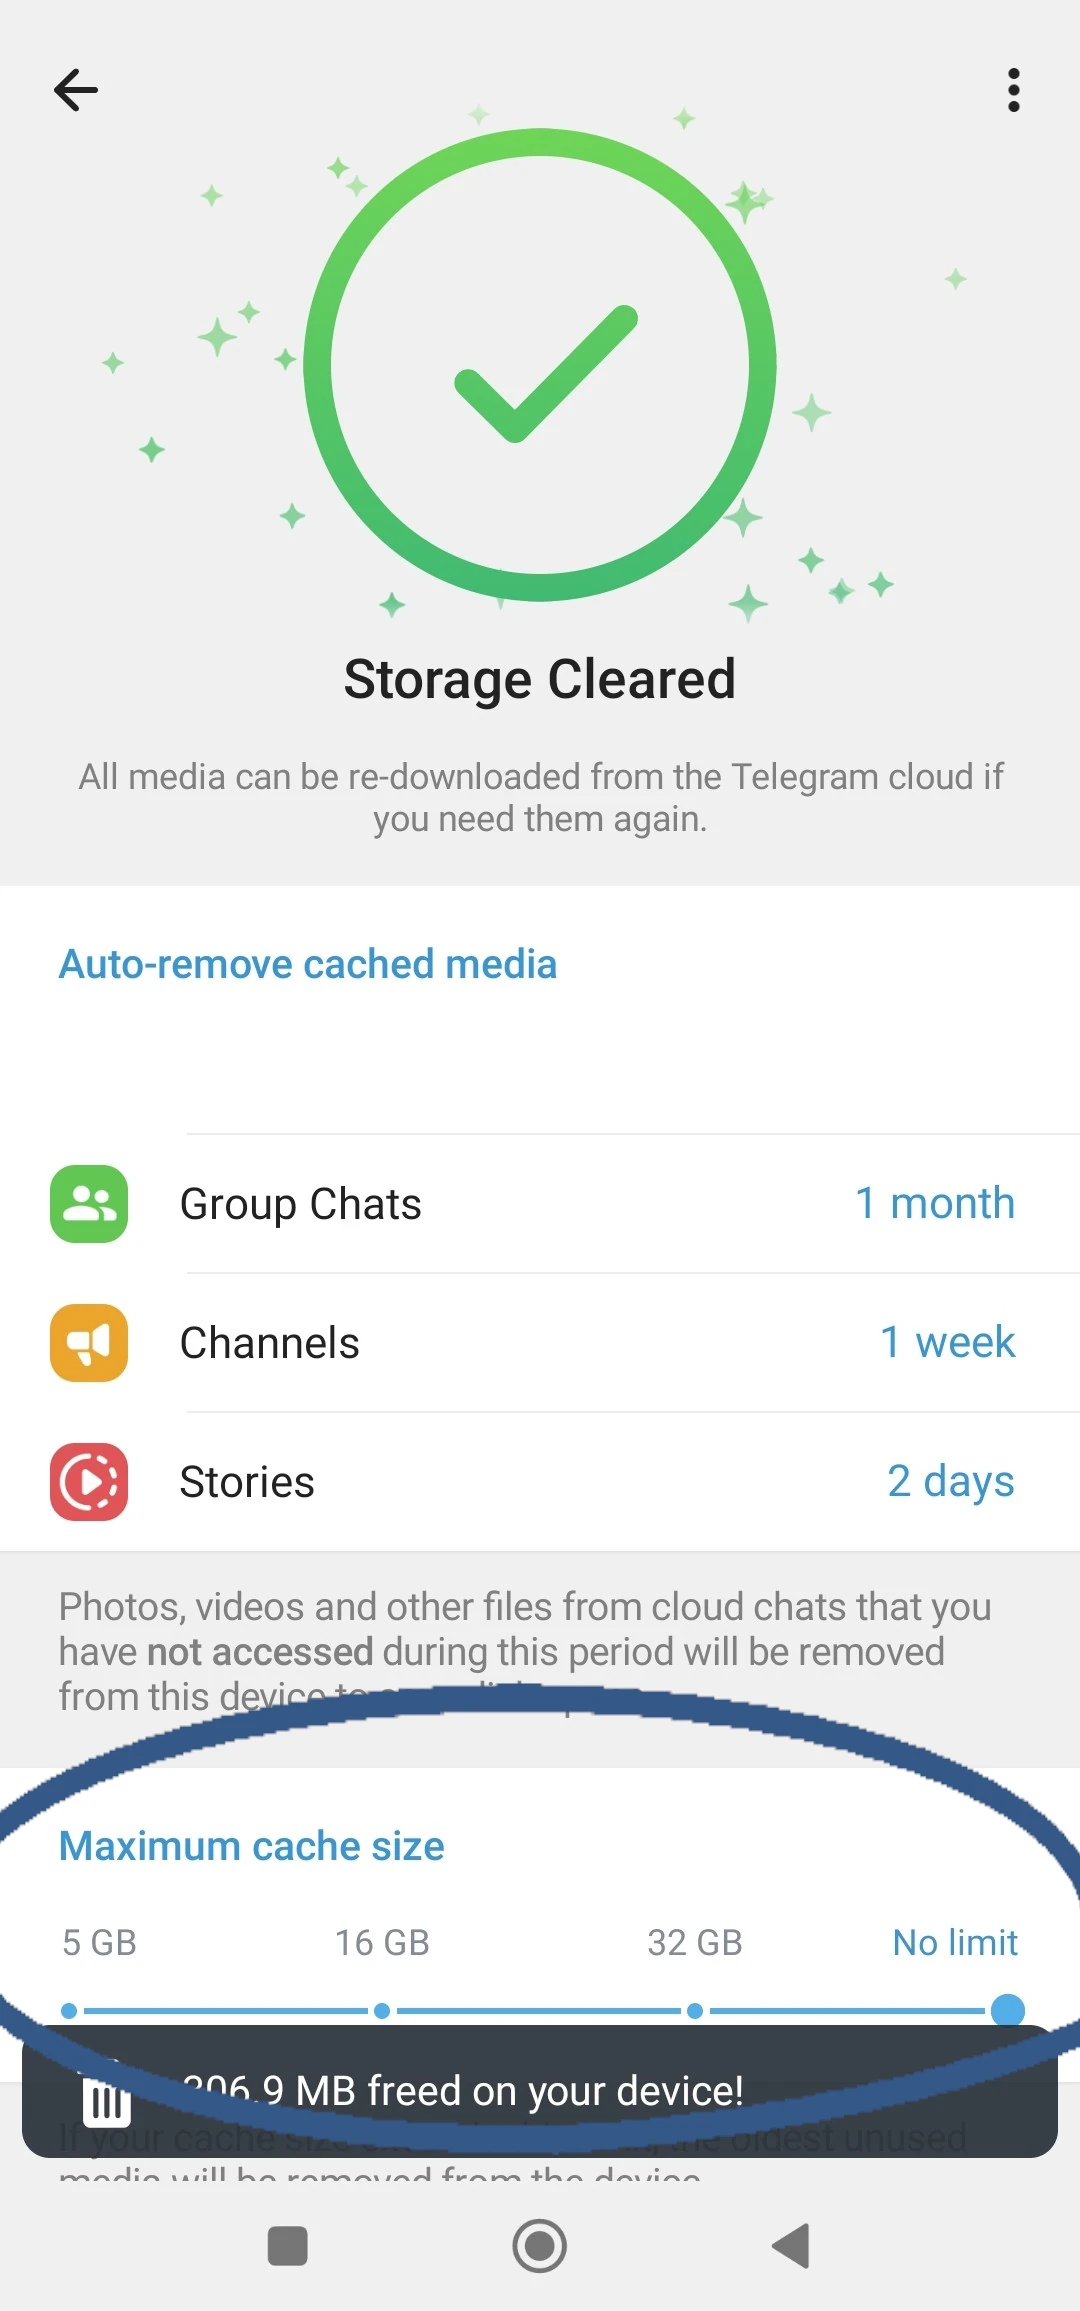 Storage Cleared
All media can be re-downloaded from the Telegram cloud if
you need them again.
Auto-remove cached media
Group Chats
1 month
Channels
1 week
Stories
2 days
Photos, videos and other files from cloud chats that you
have not accessed during this period will be removed
from this device to
Maximum cache size
5 GB 16 GB 32 GB No limit
306.9 MB freed on your device!
If your cache size the oldest unused
media will be removed from the device.